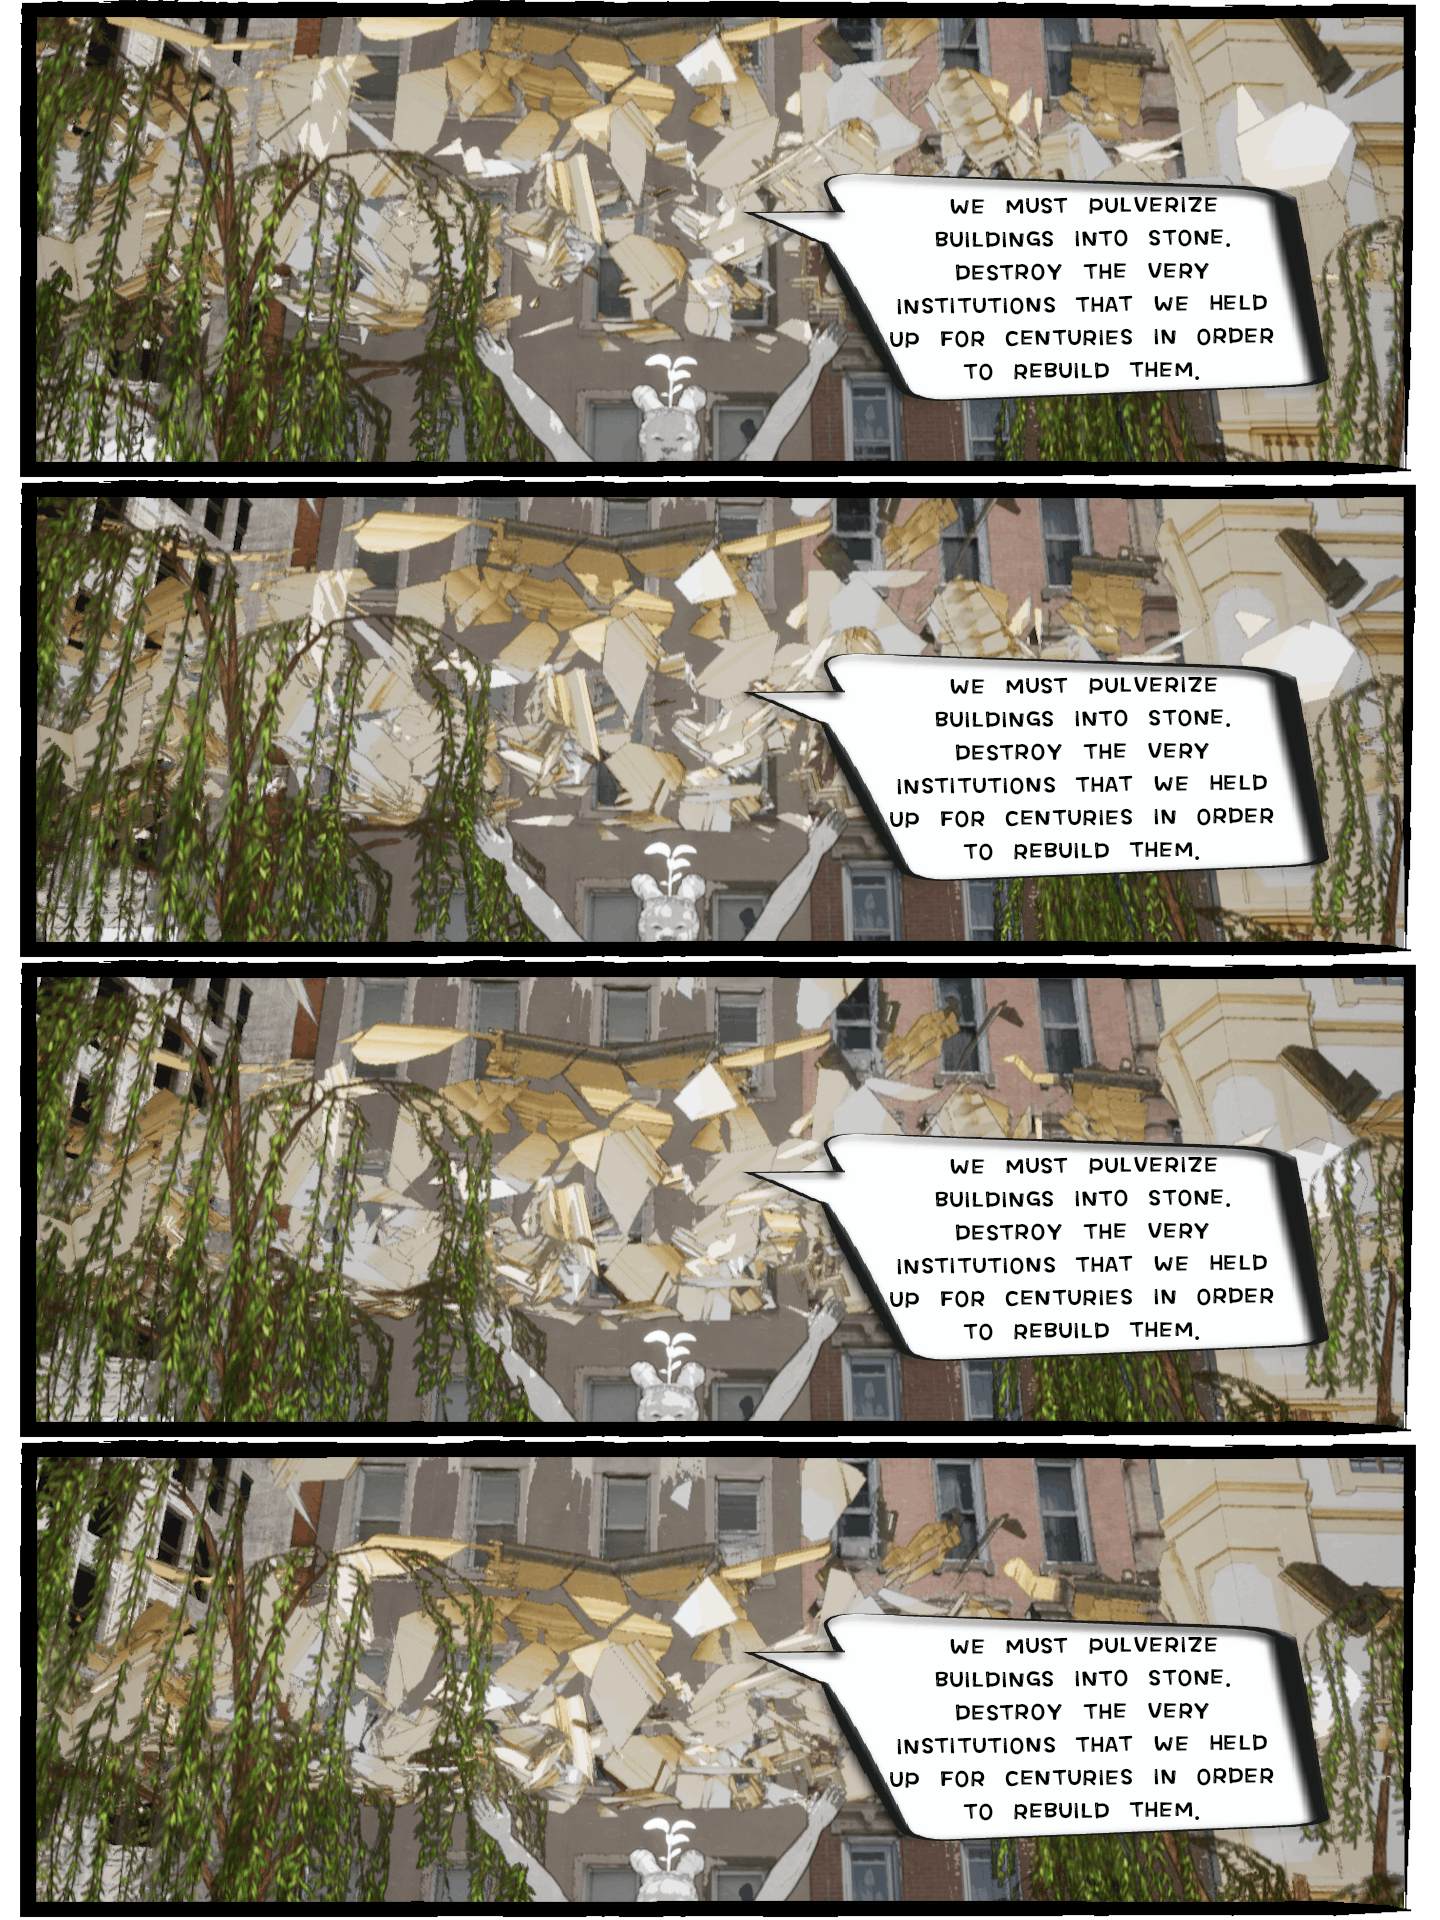 WE MUST PULVERIZE
BUILDINGS INTO STONE.
DESTROY THE VERY
INSTITUTIONS THAT WE HELD
UP FOR CENTURIES IN ORDER
TO REBUILD THEM.
WE MUST PULVERIZE
BUILDINGS INTO STONE.
DESTROY THE VERY
INSTITUTIONS THAT WE HELD
UP FOR CENTURIES IN ORDER
TO REBUILD THEM.
WE MUST PULVERIZE
BUILDINGS INTO STONE.
DESTROY THE VERY
INSTITUTIONS THAT WE HELD
UP FOR CENTURIES IN ORDER
TO REBUILD THEM.
WE MUST PULVERIZE
BUILDINGS INTO STONE.
DESTROY THE VERY
INSTITUTIONS THAT WE HELD
UP FOR CENTURIES IN ORDER
TO REBUILD THEM.